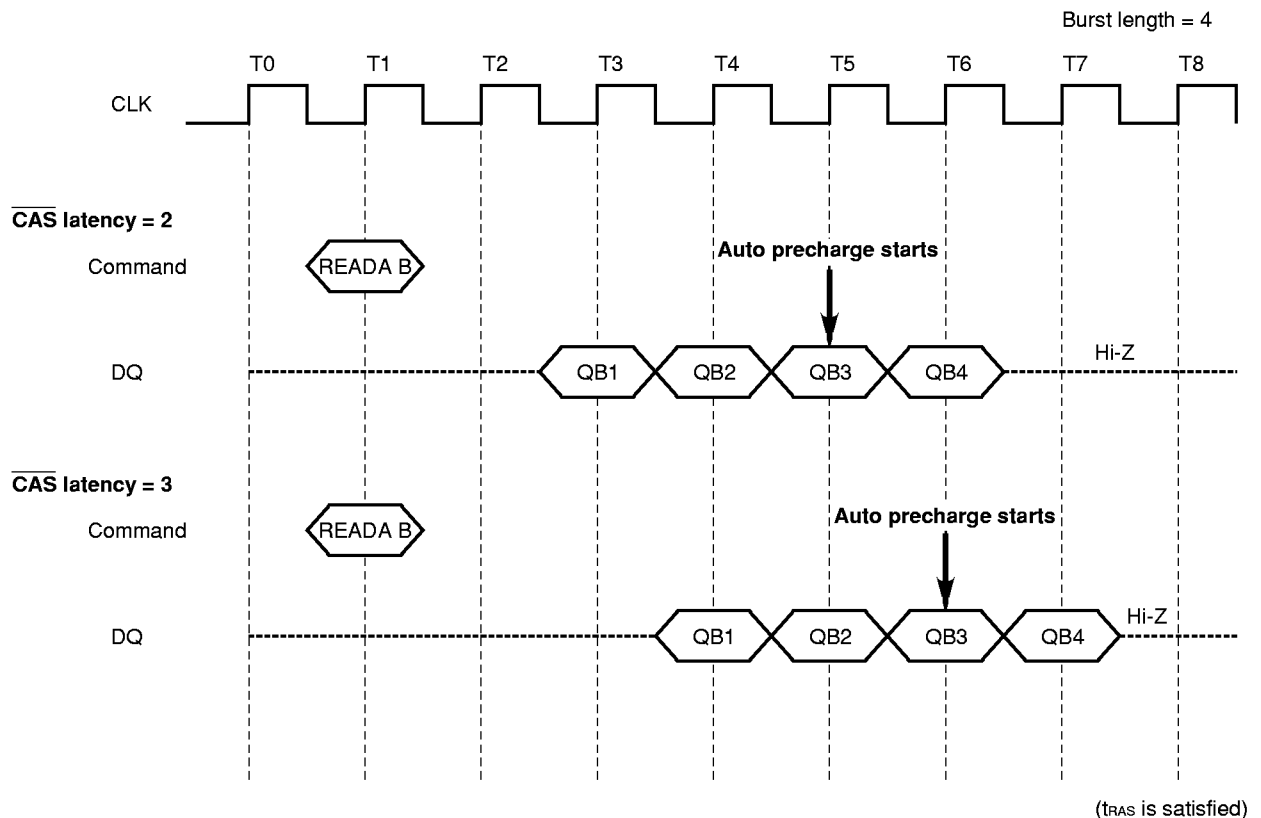 Burst length = 4
T0 T1 T2 T3 T4 T5 T6 T7 T8
CLK
CAS latency = 2
Auto precharge starts
Command READA B
Hi-Z
DQ QB1 QB2 QB3 QB4
CAS latency = 3
Auto precharge starts
Command READA B
Hi-Z
DQ QB1 QB2 QB3 QB4
(tRAS is satisfied)